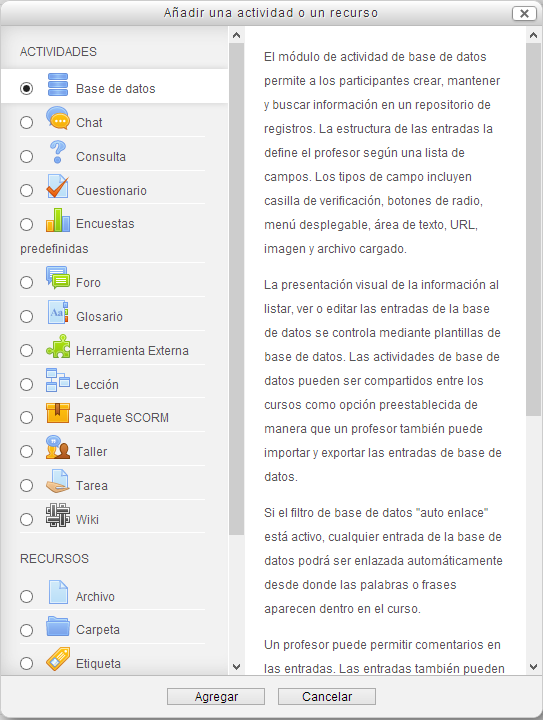 Añadir una actividad o un recurso
ACTIVIDADES
Base de datos
Chat
Consulta
Cuestionario
Encuestas
predefinidas
Foro
Glosario
Herramienta Externa
Lección
Paquete SCORM
Taller
Tarea
Wiki
RECURSOS
Archivo
Carpeta
Etiqueta
El módulo de actividad de base de datos
permite a los participantes crear, mantener
y buscar información en un repositorio de
registros. La estructura de las entradas la
define el profesor según una lista de
campos. Los tipos de campo incluyen
casilla de verificación, botones de radio,
menú desplegable, área de texto, URL,
imagen y archivo cargado.
La presentación visual de la información al
listar, ver o editar las entradas de la base
de datos se controla mediante plantillas de
base de datos. Las actividades de base de
datos pueden ser compartidos entre los
cursos como opción preestablecida de
manera que un profesor también puede
importar y exportar las entradas de base de
datos.
Si el filtro de base de datos "auto enlace"
está activo, cualquier entrada de la base de
datos podrá ser enlazada automáticamente
desde donde las palabras o frases
aparecen dentro en el curso.
Un profesor puede permitir comentarios en
las entradas. Las entradas también pueden
Agregar
Cancelar